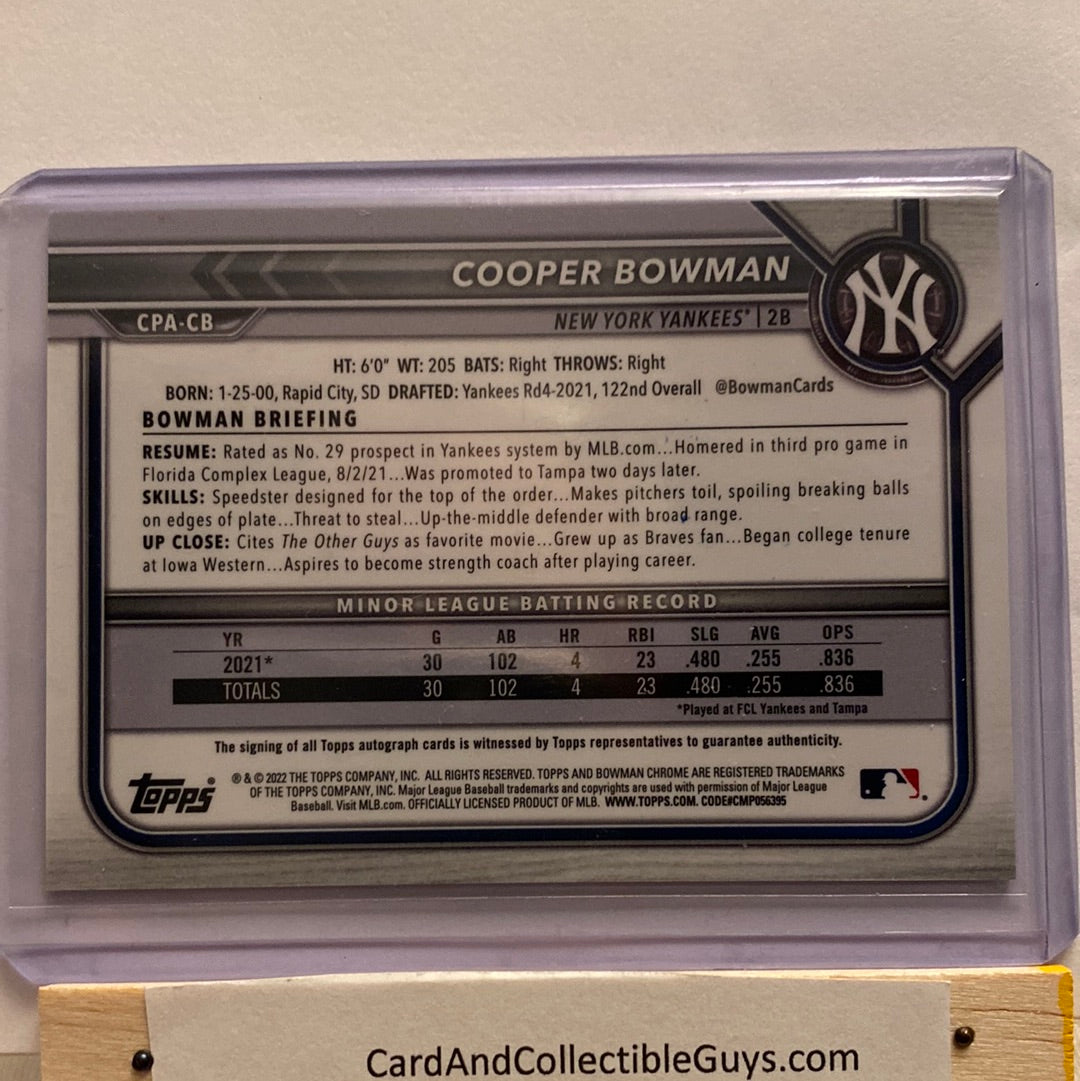 COOPER BOWMAN
CPA-CB
NEW YORK YANKEES® | 2B
NY
HT: 6'0" WT: 205 BATS: Right THROWS: Right
BORN: 1-25-00, Rapid City, SD DRAFTED: Yankees Rd4-2021, 122nd Overall @BowmanCards
BOWMAN BRIEFING
RESUME: Rated as No. 29 prospect in Yankees system by MLB.com...Homered in third pro game in
Florida Complex League, 8/2/21...Was promoted to Tampa two days later.
SKILLS: Speedster designed for the top of the order...Makes pitchers toil, spoiling breaking balls
on edges of plate...Threat to steal...Up-the-middle defender with broad range.
UP CLOSE: Cites The Other Guys as favorite movie...Grew up as Braves fan...Began college tenure
at Iowa Western...Aspires to become strength coach after playing career.
MINOR LEAGUE BATTING RECORD
YR G AB HR RBI SLG AVG OPS
2021* 30 102 4 23 .480 .255 .836
TOTALS 30 102 4 23 .480 .255 .836
*Played at FCL Yankees and Tampa
The signing of all Topps autograph cards is witnessed by Topps representatives to guarantee authenticity.
Topps®
® & © 2022 THE TOPPS COMPANY, INC. ALL RIGHTS RESERVED. TOPPS AND BOWMAN CHROME ARE REGISTERED TRADEMARKS
OF THE TOPPS COMPANY, INC. Major League Baseball trademarks and copyrights are used with permission of Major League
Baseball. Visit MLB.com. OFFICIALLY LICENSED PRODUCT OF MLB. WWW.TOPPS.COM. CODE#CMP056395
CardAndCollectibleGuys.com